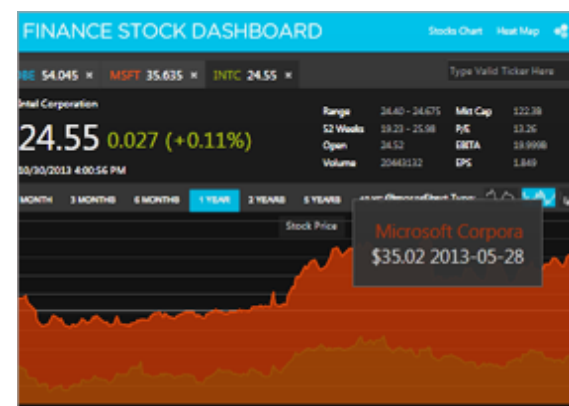 FINANCE STOCK DASHBOARD
Stocks Chart Heat Map
54.045 × MSFT 35.635 × INTC 24.55 ×
Type Valid Ticker Here
Intel Corporation
24.55 0.027 (+0.11%)
10/30/2013 4:00:56 PM
Range 24.40 - 24.675 Mkt Cap 122.3B
52 Weeks 19.23 - 25.98 P/E 13.26
Open 24.52 EBITA 19.999B
Volume 20443132 EPS 1.849
MONTH 3 MONTHS 6 MONTHS 1 YEAR 2 YEARS 5 YEARS Type:
Stock Price
Microsoft Corpora
$35.02 2013-05-28